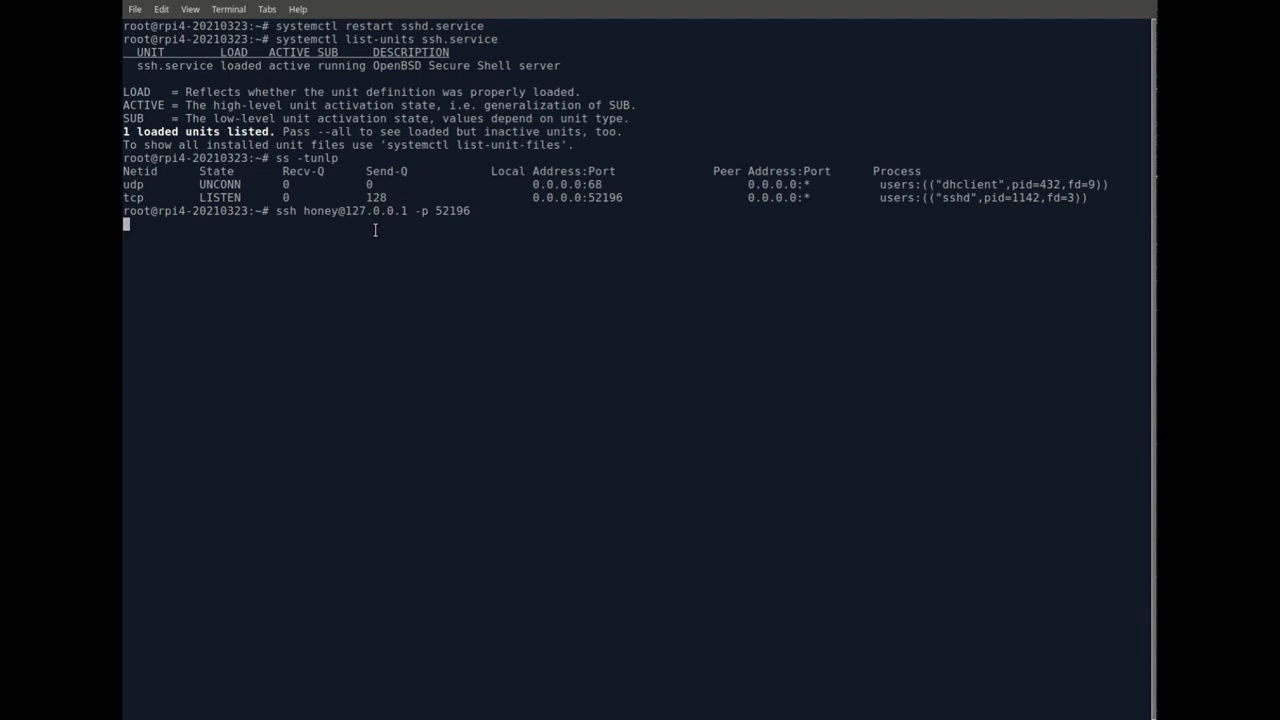 File Edit View Terminal Tabs Help
root@rpi4-20210323:~# systemctl restart sshd.service
root@rpi4-20210323:~# systemctl list-units ssh.service
  UNIT        LOAD   ACTIVE SUB     DESCRIPTION
  ssh.service loaded active running OpenBSD Secure Shell server
LOAD   = Reflects whether the unit definition was properly loaded.
ACTIVE = The high-level unit activation state, i.e. generalization of SUB.
SUB    = The low-level unit activation state, values depend on unit type.
1 loaded units listed. Pass --all to see loaded but inactive units, too.
To show all installed unit files use 'systemctl list-unit-files'.
root@rpi4-20210323:~# ss -tunlp
Netid      State      Recv-Q      Send-Q            Local Address:Port              Peer Address:Port      Process
udp        UNCONN     0           0                       0.0.0.0:68                     0.0.0.0:*          users:(("dhclient",pid=432,fd=9))
tcp        LISTEN     0           128                     0.0.0.0:52196                  0.0.0.0:*          users:(("sshd",pid=1142,fd=3))
root@rpi4-20210323:~# ssh honey@127.0.0.1 -p 52196